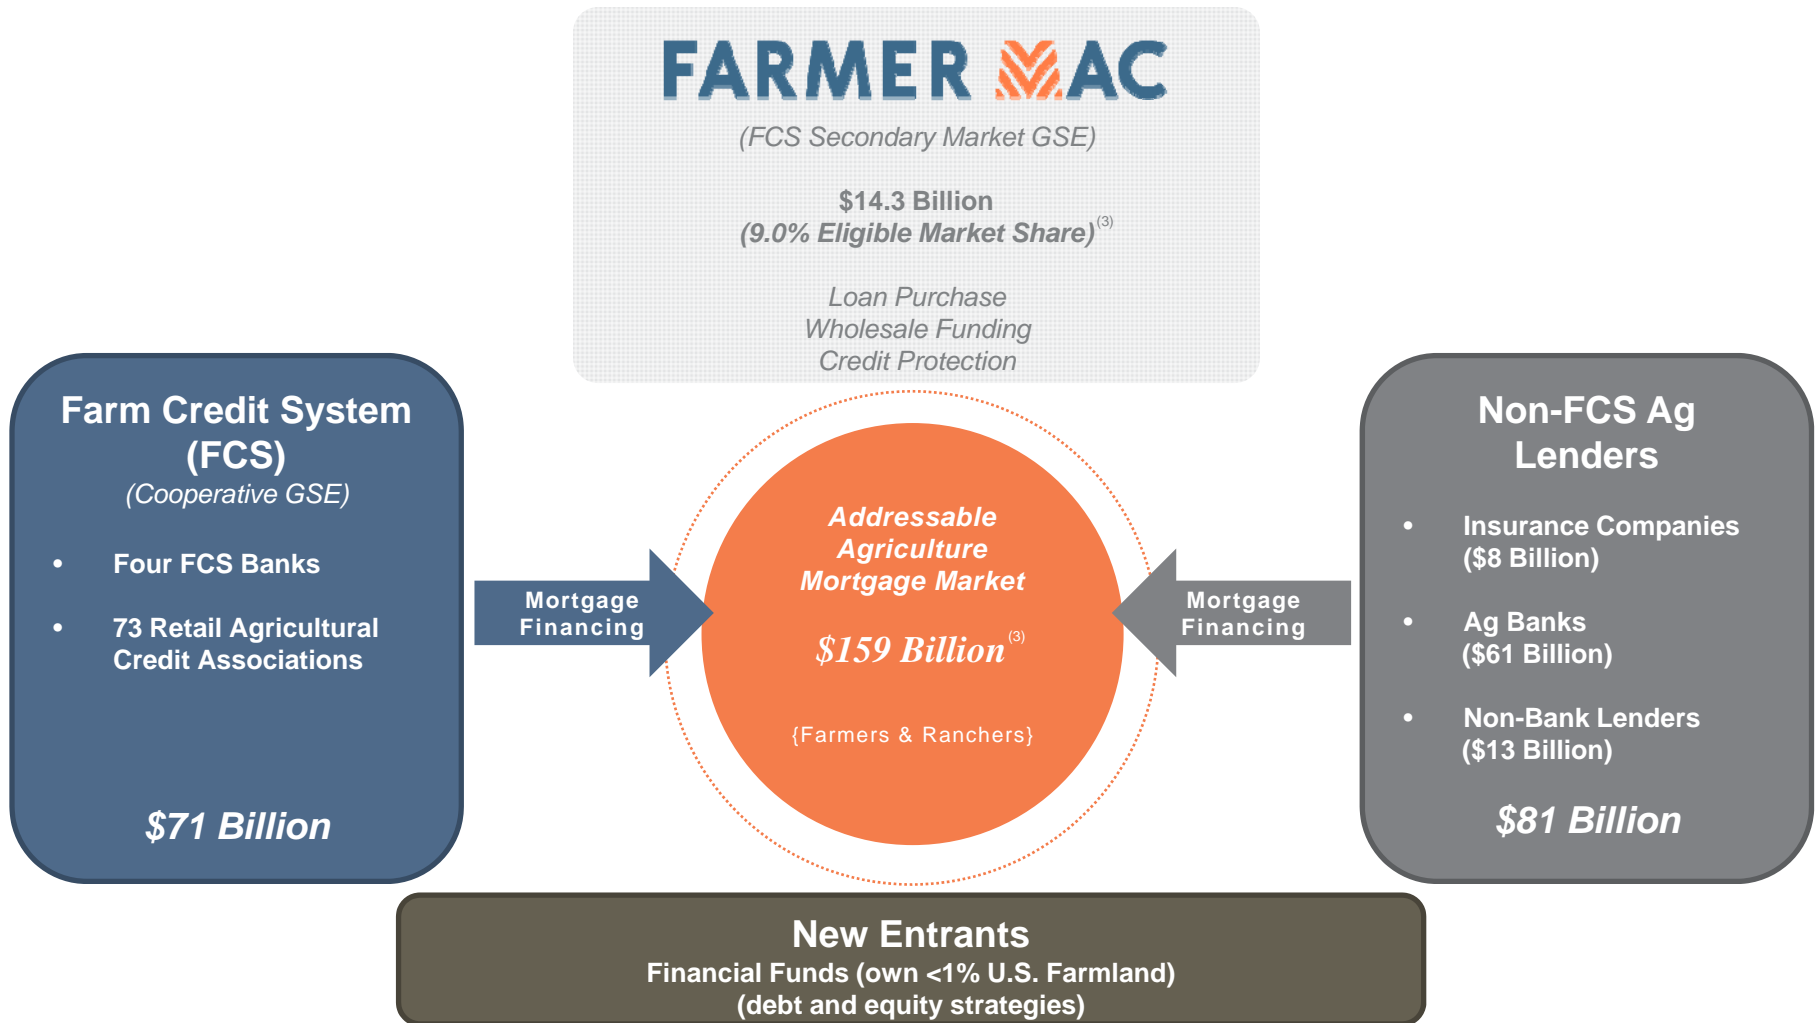 FARMER MAC
(FCS Secondary Market GSE)
$14.3 Billion
(9.0% Eligible Market Share)(3)
Loan Purchase
Wholesale Funding
Credit Protection
Farm Credit System
(FCS)
(Cooperative GSE)
• Four FCS Banks
• 73 Retail Agricultural
Credit Associations
$71 Billion
Mortgage
Financing
Addressable
Agriculture
Mortgage Market
$159 Billion(3)
{Farmers & Ranchers}
Mortgage
Financing
Non-FCS Ag
Lenders
• Insurance Companies
($8 Billion)
• Ag Banks
($61 Billion)
• Non-Bank Lenders
($13 Billion)
$81 Billion
New Entrants
Financial Funds (own <1% U.S. Farmland)
(debt and equity strategies)